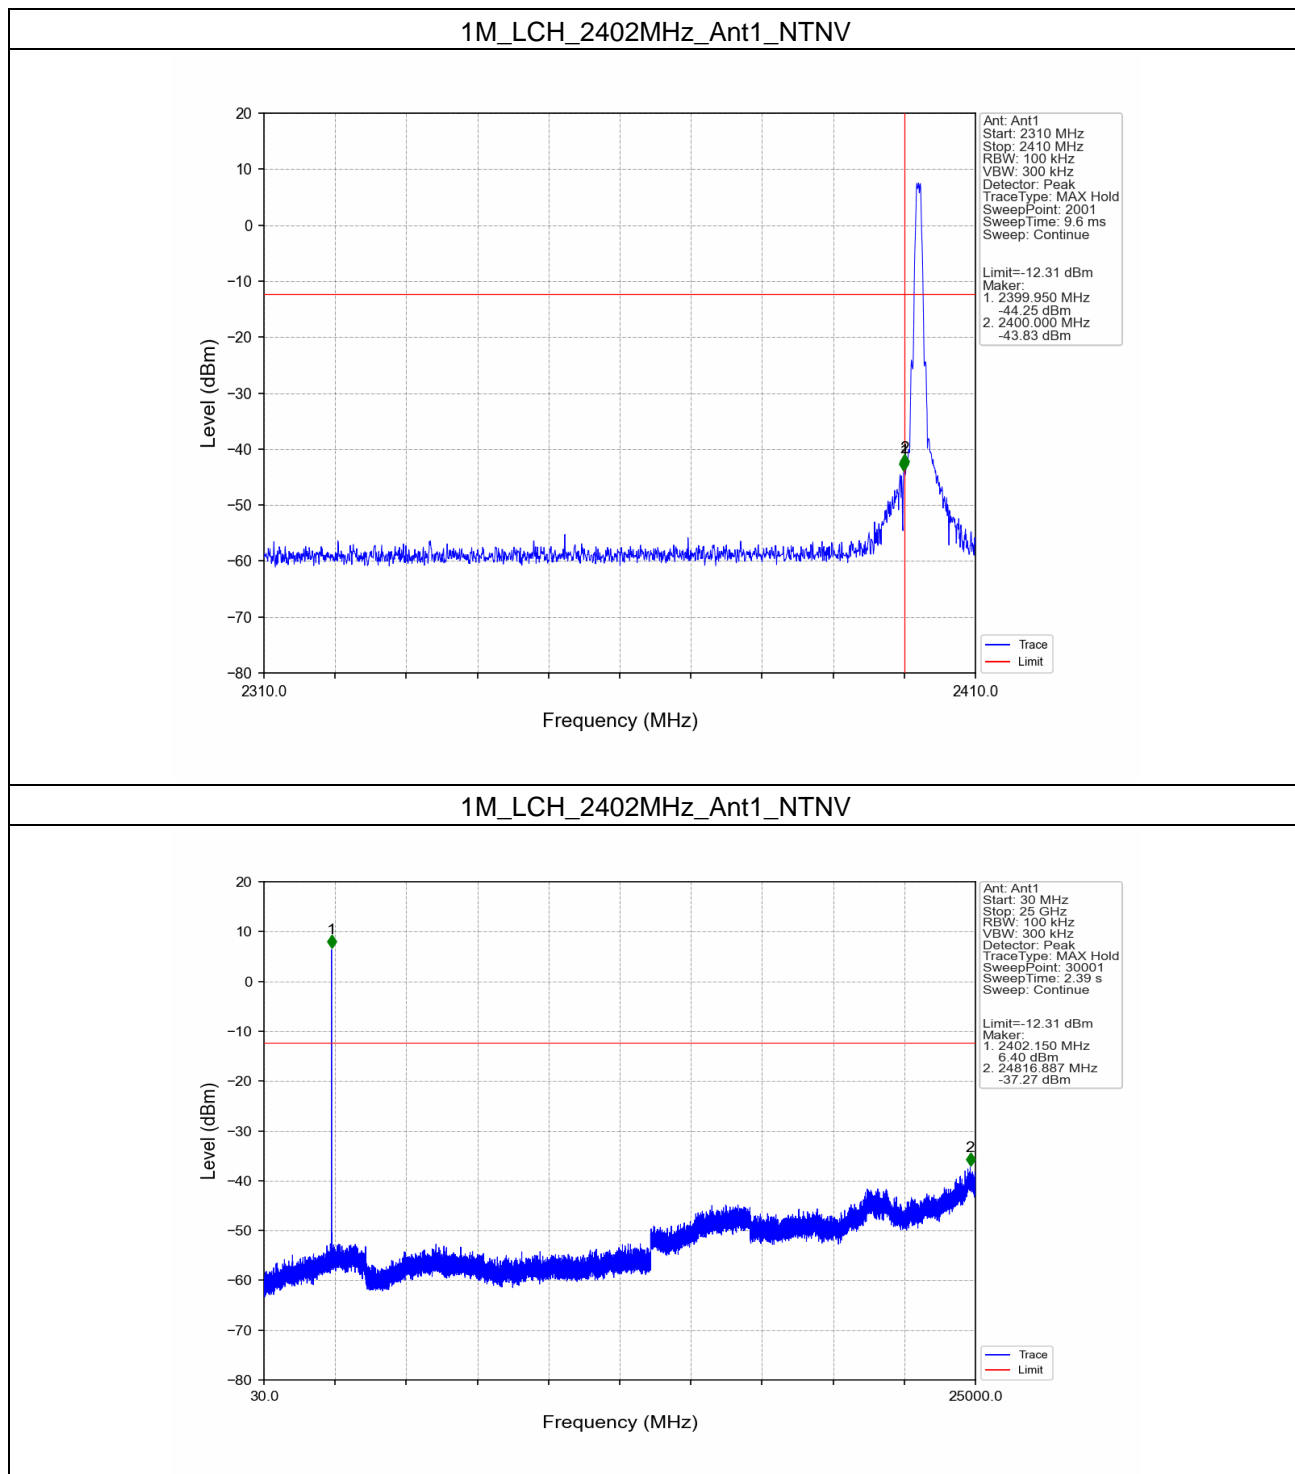 1M_LCH_2402MHz_Ant1_NTNV
20
10
0
−10
−20
−30
−40
−50
−60
−70
−80
Level (dBm)
2310.0
2410.0
Frequency (MHz)
2
Ant: Ant1
Start: 2310 MHz
Stop: 2410 MHz
RBW: 100 kHz
VBW: 300 kHz
Detector: Peak
TraceType: MAX Hold
SweepPoint: 2001
SweepTime: 9.6 ms
Sweep: Continue
Limit=-12.31 dBm
Maker:
1. 2399.950 MHz
-44.25 dBm
2. 2400.000 MHz
-43.83 dBm
Trace
Limit
1M_LCH_2402MHz_Ant1_NTNV
20
10
0
−10
−20
−30
−40
−50
−60
−70
−80
Level (dBm)
30.0
25000.0
Frequency (MHz)
1
2
Ant: Ant1
Start: 30 MHz
Stop: 25 GHz
RBW: 100 kHz
VBW: 300 kHz
Detector: Peak
TraceType: MAX Hold
SweepPoint: 30001
SweepTime: 2.39 s
Sweep: Continue
Limit=-12.31 dBm
Maker:
1. 2402.150 MHz
6.40 dBm
2. 24816.887 MHz
-37.27 dBm
Trace
Limit